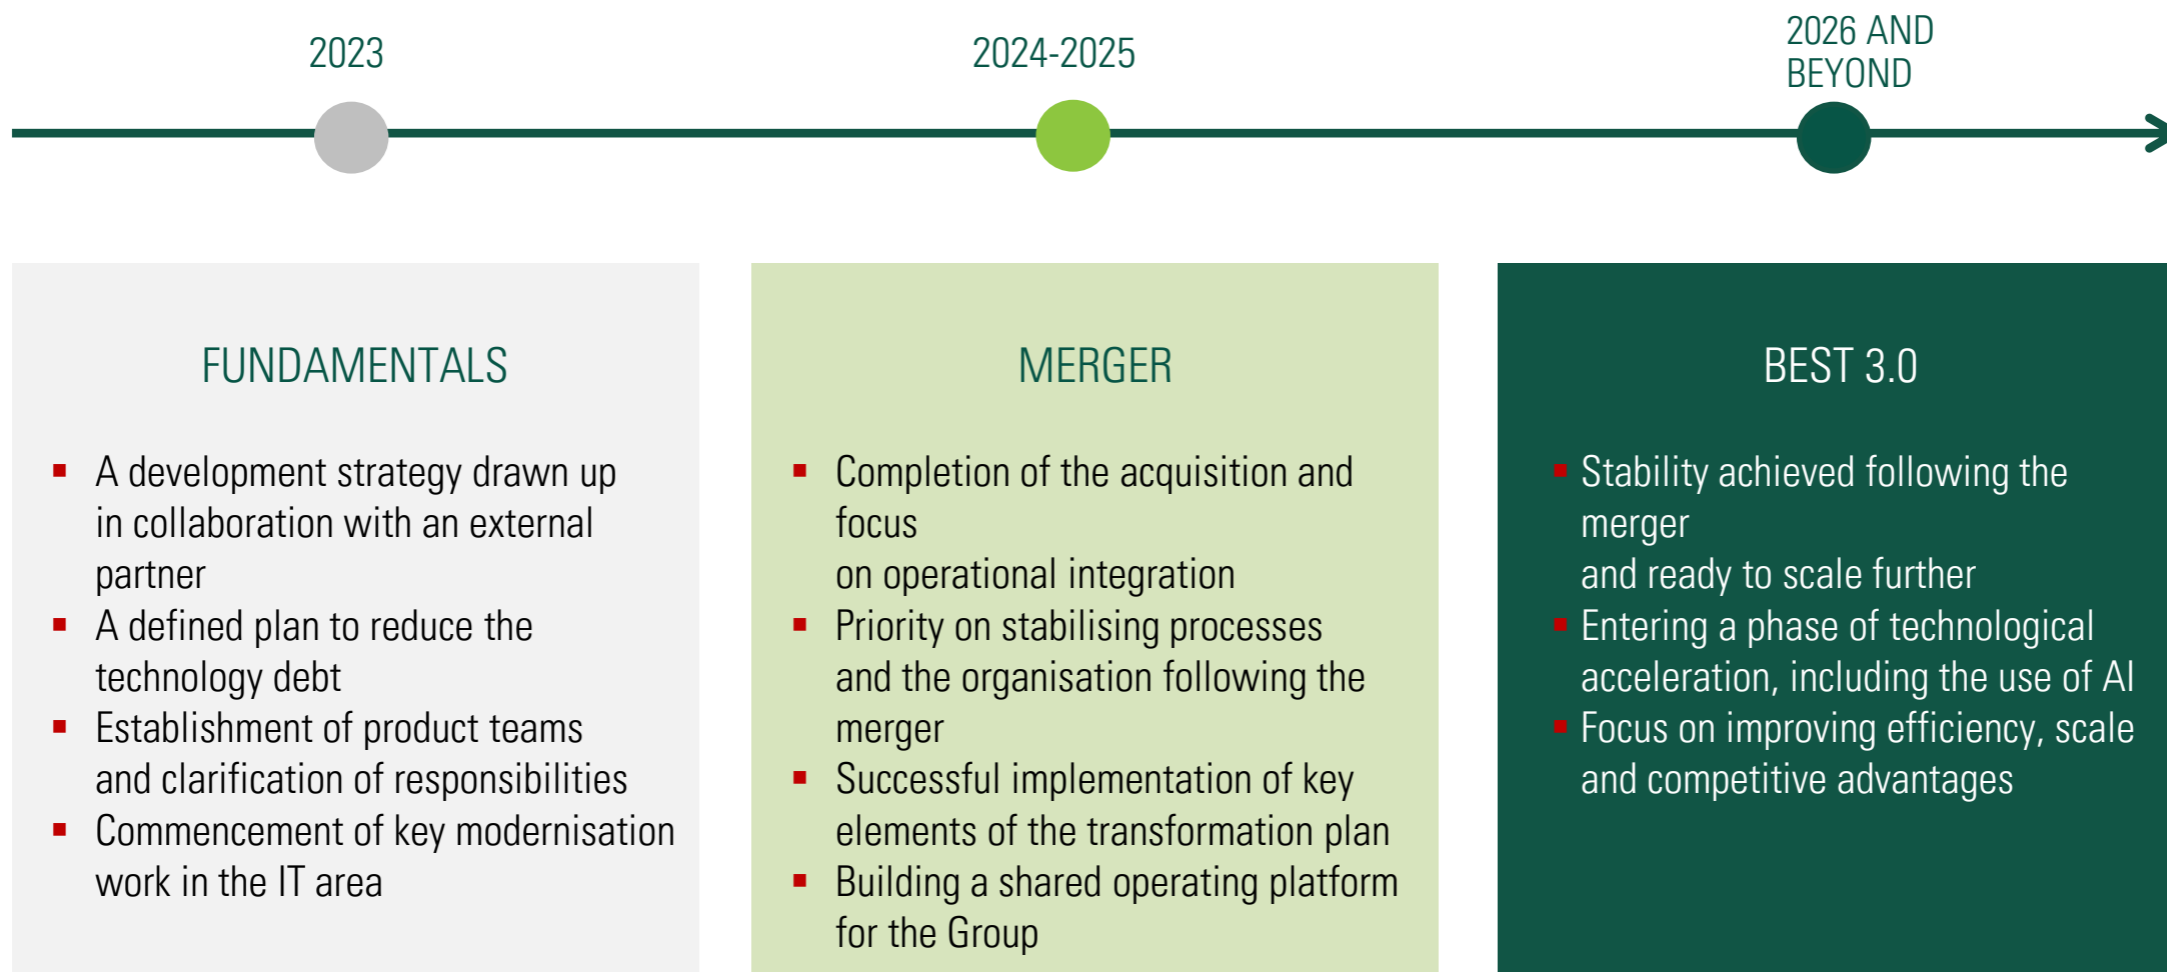 2023
2024-2025
2026 AND
BEYOND
FUNDAMENTALS
▪ A development strategy drawn up
in collaboration with an external
partner
▪ A defined plan to reduce the
technology debt
▪ Establishment of product teams
and clarification of responsibilities
▪ Commencement of key modernisation
work in the IT area
MERGER
▪ Completion of the acquisition and
focus
on operational integration
▪ Priority on stabilising processes
and the organisation following the
merger
▪ Successful implementation of key
elements of the transformation plan
▪ Building a shared operating platform
for the Group
BEST 3.0
▪ Stability achieved following the
merger
and ready to scale further
▪ Entering a phase of technological
acceleration, including the use of AI
▪ Focus on improving efficiency, scale
and competitive advantages